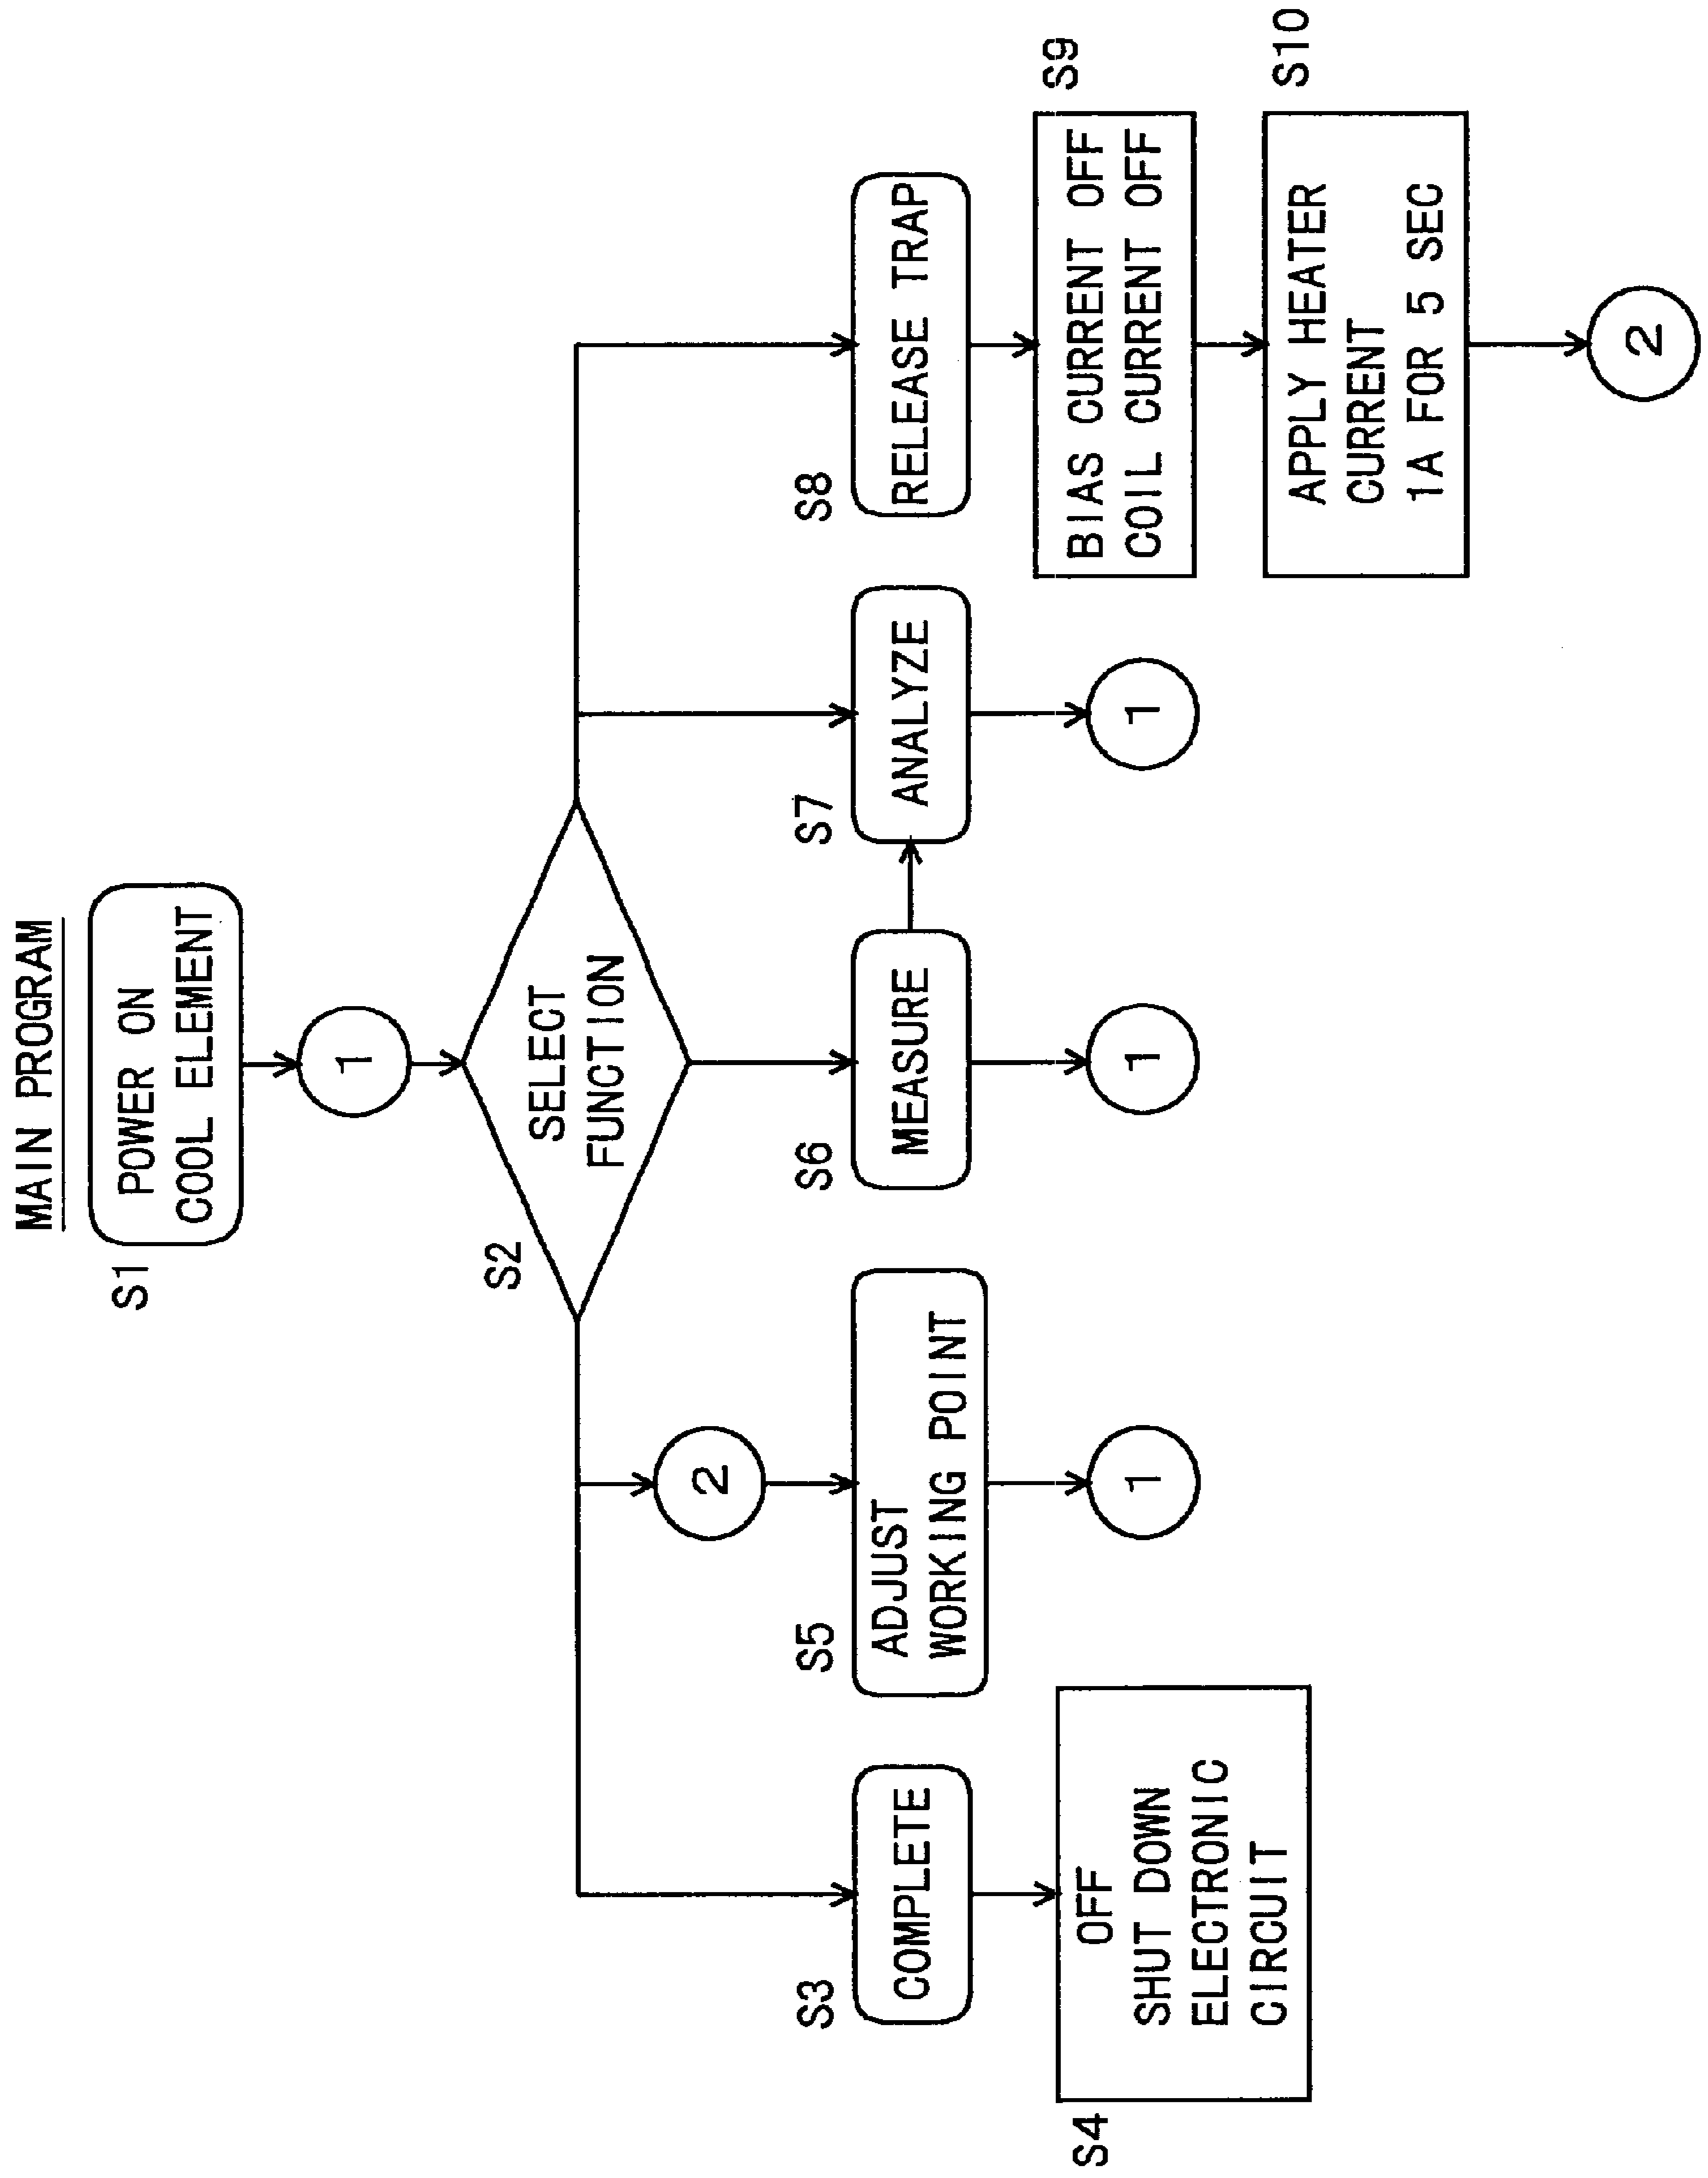 MAIN PROGRAM
S1
POWER ON
COOL ELEMENT
1
S2
SELECT
FUNCTION
2
S3
COMPLETE
S5
ADJUST
WORKING POINT
S6
MEASURE
S7
ANALYZE
S8
RELEASE TRAP
S4
OFF
SHUT DOWN
ELECTRONIC
CIRCUIT
1
1
1
S9
BIAS CURRENT OFF
COIL CURRENT OFF
S10
APPLY HEATER
CURRENT
1A FOR 5 SEC
2